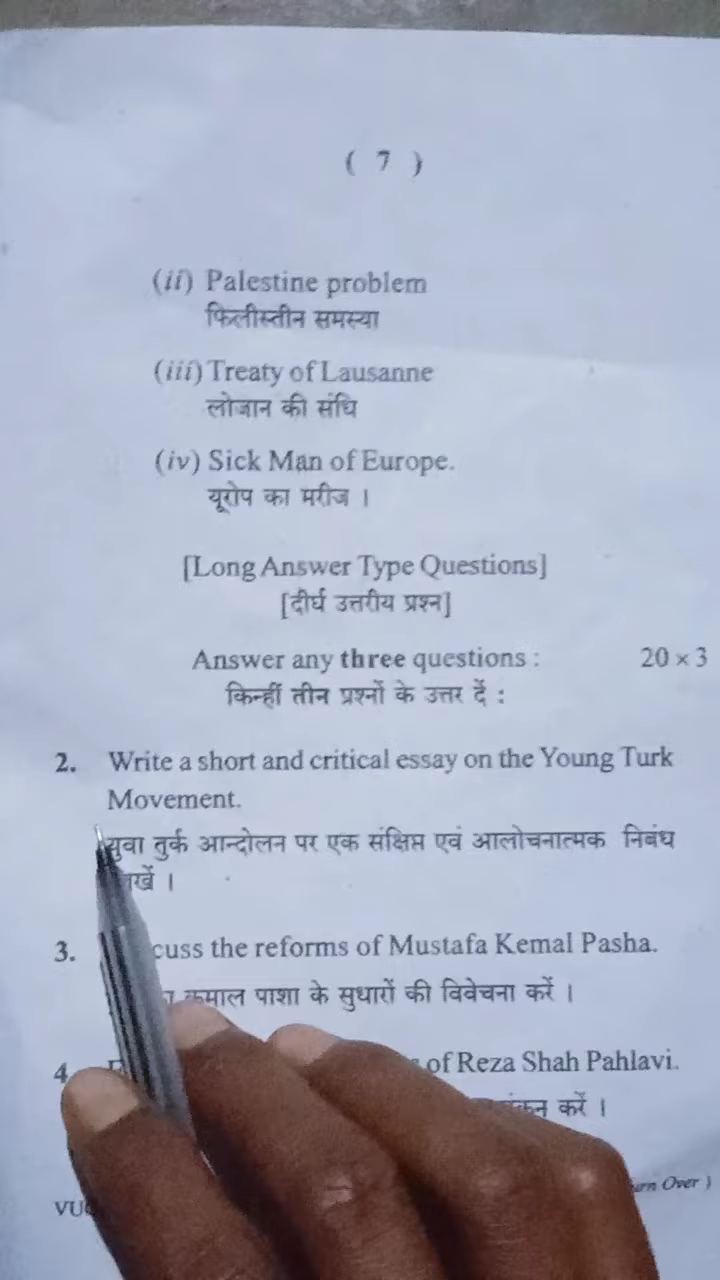 ( 7 )
(ii) Palestine problem
फिलीस्तीन समस्या
(iii) Treaty of Lausanne
लोजान की संधि
(iv) Sick Man of Europe.
यूरोप का मरीज ।
[Long Answer Type Questions]
[दीर्घ उत्तरीय प्रश्न]
Answer any three questions : 20 × 3
किन्हीं तीन प्रश्नों के उत्तर दें :
2. Write a short and critical essay on the Young Turk
Movement.
युवा तुर्क आन्दोलन पर एक संक्षिप्त एवं आलोचनात्मक निबंध
3. the reforms of Mustafa Kemal Pasha.
कमाल पाशा के सुधारों की विवेचना करें ।
4. of Reza Shah Pahlavi.
करें ।
Over )